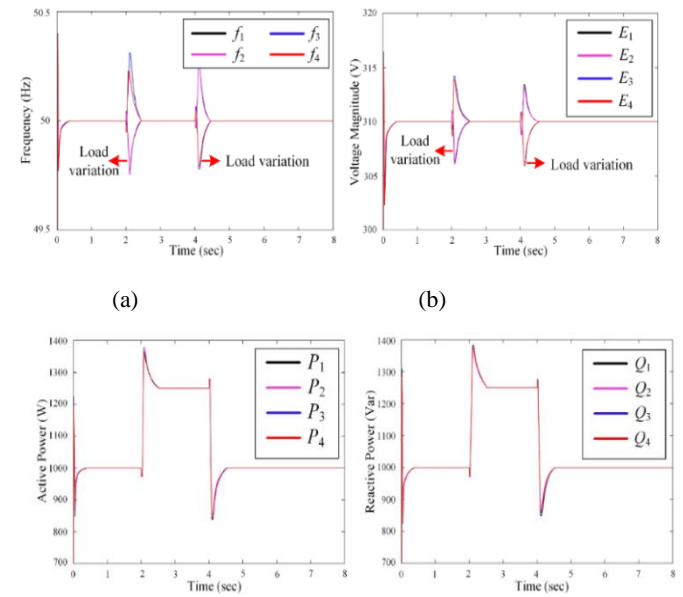 50.5
50
49.5
Frequency (Hz)
f1 f3
f2 f4
Load variation
Load variation
0 1 2 3 4 5 6 7 8
Time (sec)
320
315
310
305
300
Voltage Magnitude (V)
E1
E2
E3
E4
Load variation
Load variation
0 1 2 3 4 5 6 7 8
Time (sec)
(a) (b)
1400
1300
1200
1100
1000
900
800
700
Active Power (W)
P1
P2
P3
P4
0 1 2 3 4 5 6 7 8
Time (sec)
1400
1300
1200
1100
1000
900
800
700
Reactive Power (Var)
Q1
Q2
Q3
Q4
0 1 2 3 4 5 6 7 8
Time (sec)